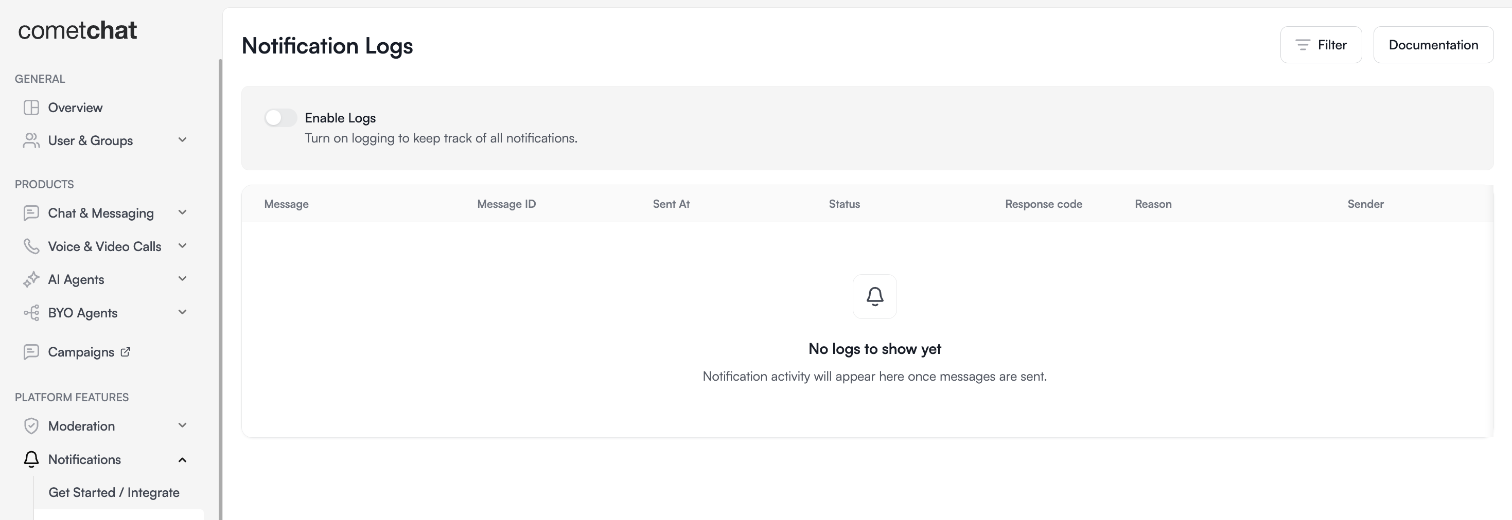 cometchat
GENERAL
Overview
User & Groups
PRODUCTS
Chat & Messaging
Voice & Video Calls
AI Agents
BYO Agents
Campaigns
PLATFORM FEATURES
Moderation
Notifications
Get Started / Integrate
Notification Logs
Filter
Documentation
Enable Logs
Turn on logging to keep track of all notifications.
Message Message ID Sent At Status Response code Reason Sender
No logs to show yet
Notification activity will appear here once messages are sent.